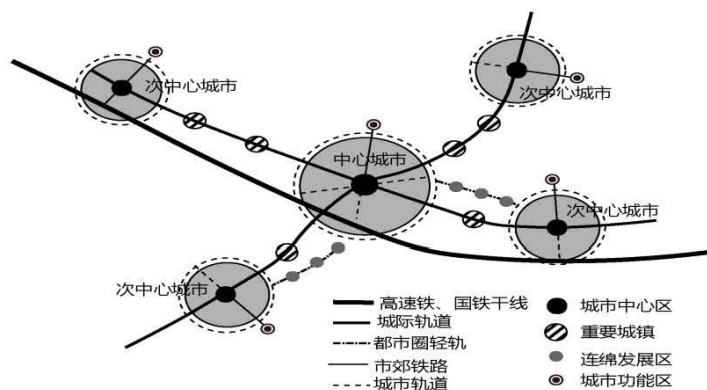 次中心城市
次中心城市
中心城市
次中心城市
次中心城市
高速铁、国铁干线
城际轨道
都市圈轻轨
市郊铁路
城市轨道
城市中心区
重要城镇
连绵发展区
城市功能区